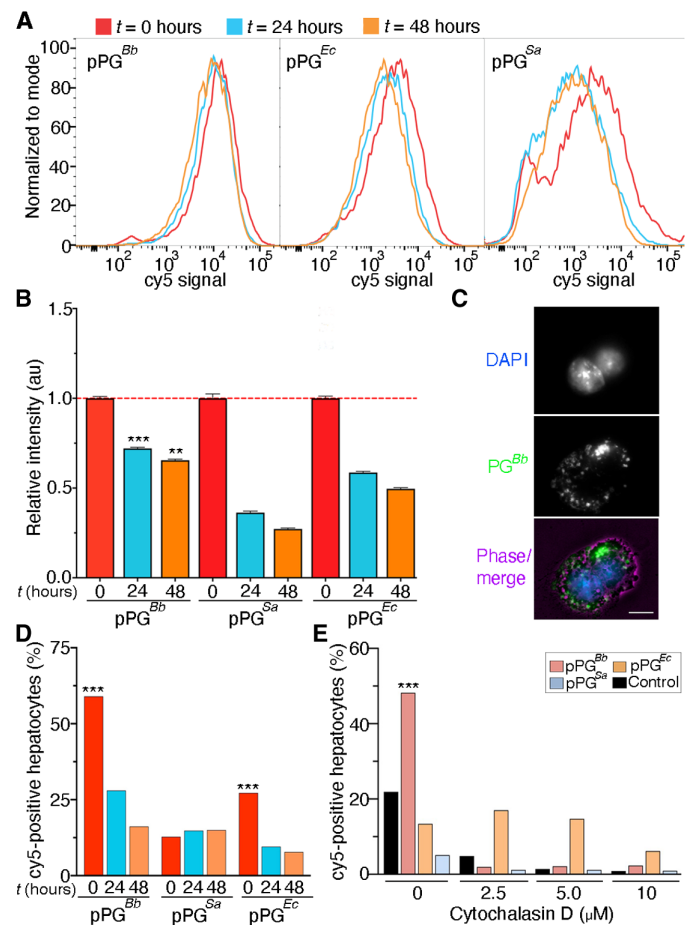 A
t = 0 hours t = 24 hours t = 48 hours
Normalized to mode
100
80
60
40
20
0
pPG^Bb pPG^Ec pPG^Sa
10^2 10^3 10^4 10^5 10^2 10^3 10^4 10^5 10^2 10^3 10^4 10^5
cy5 signal cy5 signal cy5 signal
B
Relative intensity (au)
1.5
1.0
0.5
0.0
*** **
t (hours) 0 24 48 0 24 48 0 24 48
pPG^Bb pPG^Sa pPG^Ec
C
DAPI
PG^Bb
Phase/
merge
D
cy5-positive hepatocytes (%)
75
50
25
0
*** ***
t (hours) 0 24 48 0 24 48 0 24 48
pPG^Bb pPG^Sa pPG^Ec
E
cy5-positive hepatocytes (%)
60
40
20
0
***
pPG^Bb pPG^Ec
pPG^Sa Control
0 2.5 5.0 10
Cytochalasin D (μM)